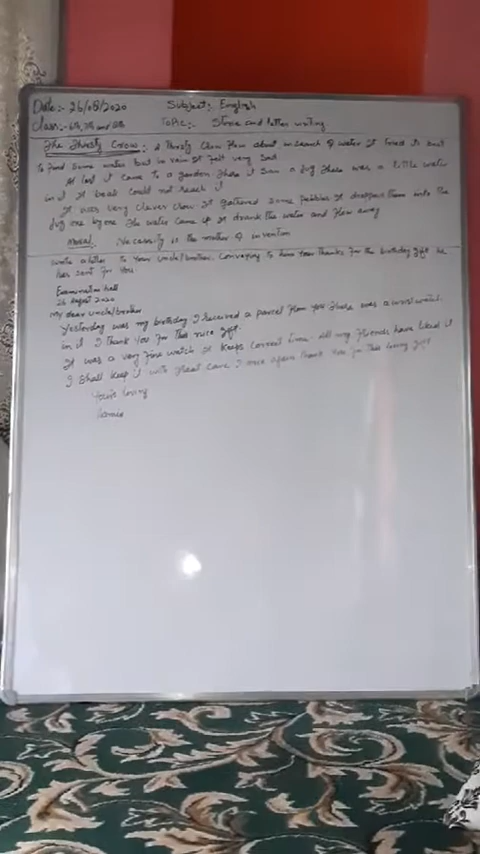 Date:- 26/08/2020 Subject: English
Class:- 6th, 7th and 8th Topic:- Storie and letter writing
The Thirsty Crow: A thirsty crow flew about in search of water it tried its best
to find some water but in vain it felt very sad
At last it came to a garden there it saw a jug there was a little water
in it it beak could not reach it
It was very clever crow it gathered some pebbles it dropped them into the
jug one by one the water came up it drank the water and flew away
Moral: Necessity is the mother of invention
Write a letter to your uncle/brother. Conveying to him your thanks for the birthday gift he
has sent for you.
Examination hall
26 August 2020
My dear uncle/brother
Yesterday was my birthday I received a parcel from you there was a wrist watch
in it I thank you for this nice gift.
It was a very fine watch it keeps correct time. All my friends have liked it
I shall keep it with great care I once again thank you for this loving gift
Your's loving